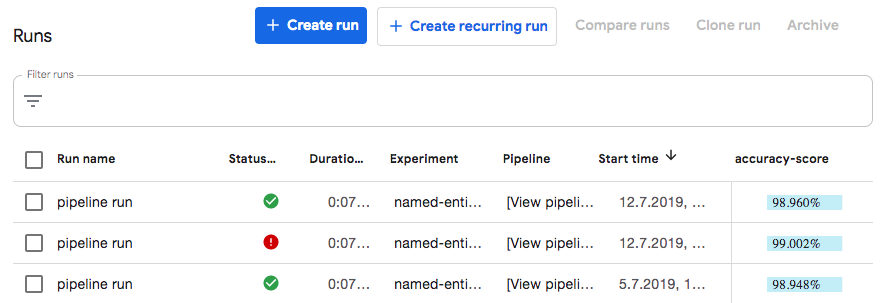 Runs
+ Create run
+ Create recurring run
Compare runs
Clone run
Archive
Filter runs
Run name Status... Duratio... Experiment Pipeline Start time ↓ accuracy-score
pipeline run 0:07... named-enti... [View pipeli... 12.7.2019, ... 98.960%
pipeline run 0:07... named-enti... [View pipeli... 12.7.2019, ... 99.002%
pipeline run 0:07... named-enti... [View pipeli... 5.7.2019, 1... 98.948%